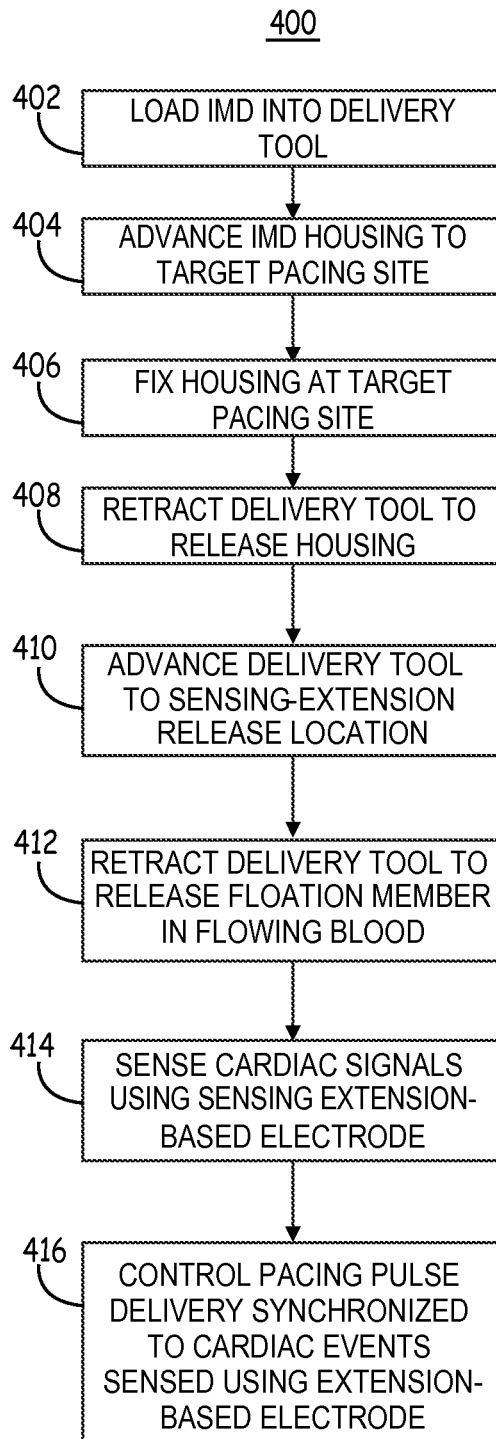 400
402
LOAD IMD INTO DELIVERY
TOOL
404
ADVANCE IMD HOUSING TO
TARGET PACING SITE
406
FIX HOUSING AT TARGET
PACING SITE
408
RETRACT DELIVERY TOOL TO
RELEASE HOUSING
410
ADVANCE DELIVERY TOOL
TO SENSING-EXTENSION
RELEASE LOCATION
412
RETRACT DELIVERY TOOL TO
RELEASE FLOATION MEMBER
IN FLOWING BLOOD
414
SENSE CARDIAC SIGNALS
USING SENSING EXTENSION-
BASED ELECTRODE
416
CONTROL PACING PULSE
DELIVERY SYNCHRONIZED
TO CARDIAC EVENTS
SENSED USING EXTENSION-
BASED ELECTRODE